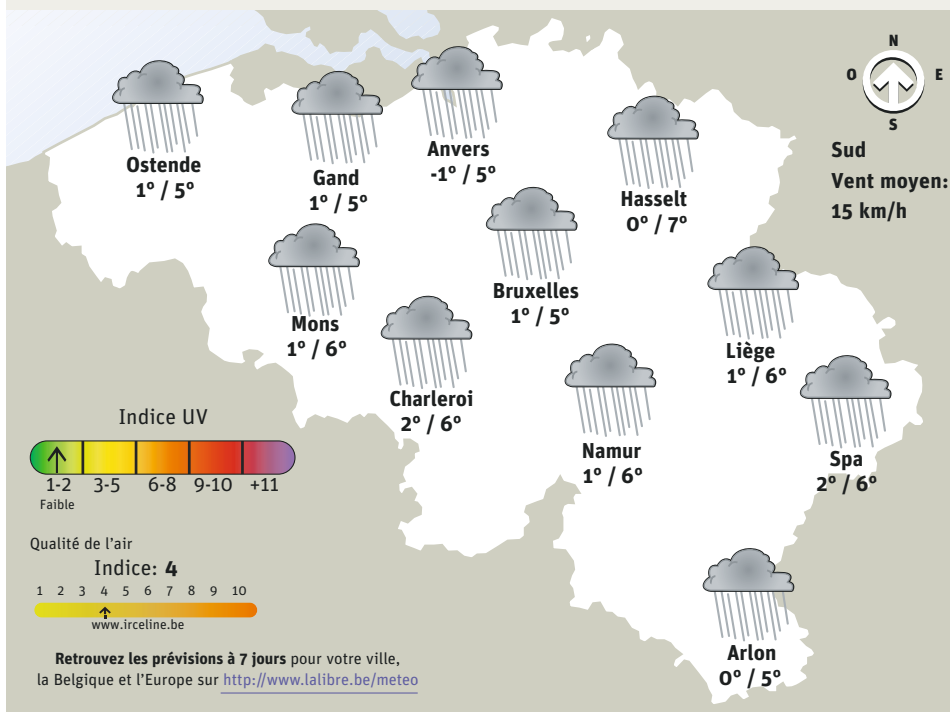 N
O E
S
Sud
Vent moyen:
15 km/h
Ostende
1° / 5°
Gand
1° / 5°
Anvers
-1° / 5°
Hasselt
0° / 7°
Bruxelles
1° / 5°
Mons
1° / 6°
Charleroi
2° / 6°
Liège
1° / 6°
Namur
1° / 6°
Spa
2° / 6°
Arlon
0° / 5°
Indice UV
1-2 3-5 6-8 9-10 +11
Faible
Qualité de l'air
Indice: 4
1 2 3 4 5 6 7 8 9 10
www.irceline.be
Retrouvez les prévisions à 7 jours pour votre ville,
la Belgique et l'Europe sur http://www.lalibre.be/meteo